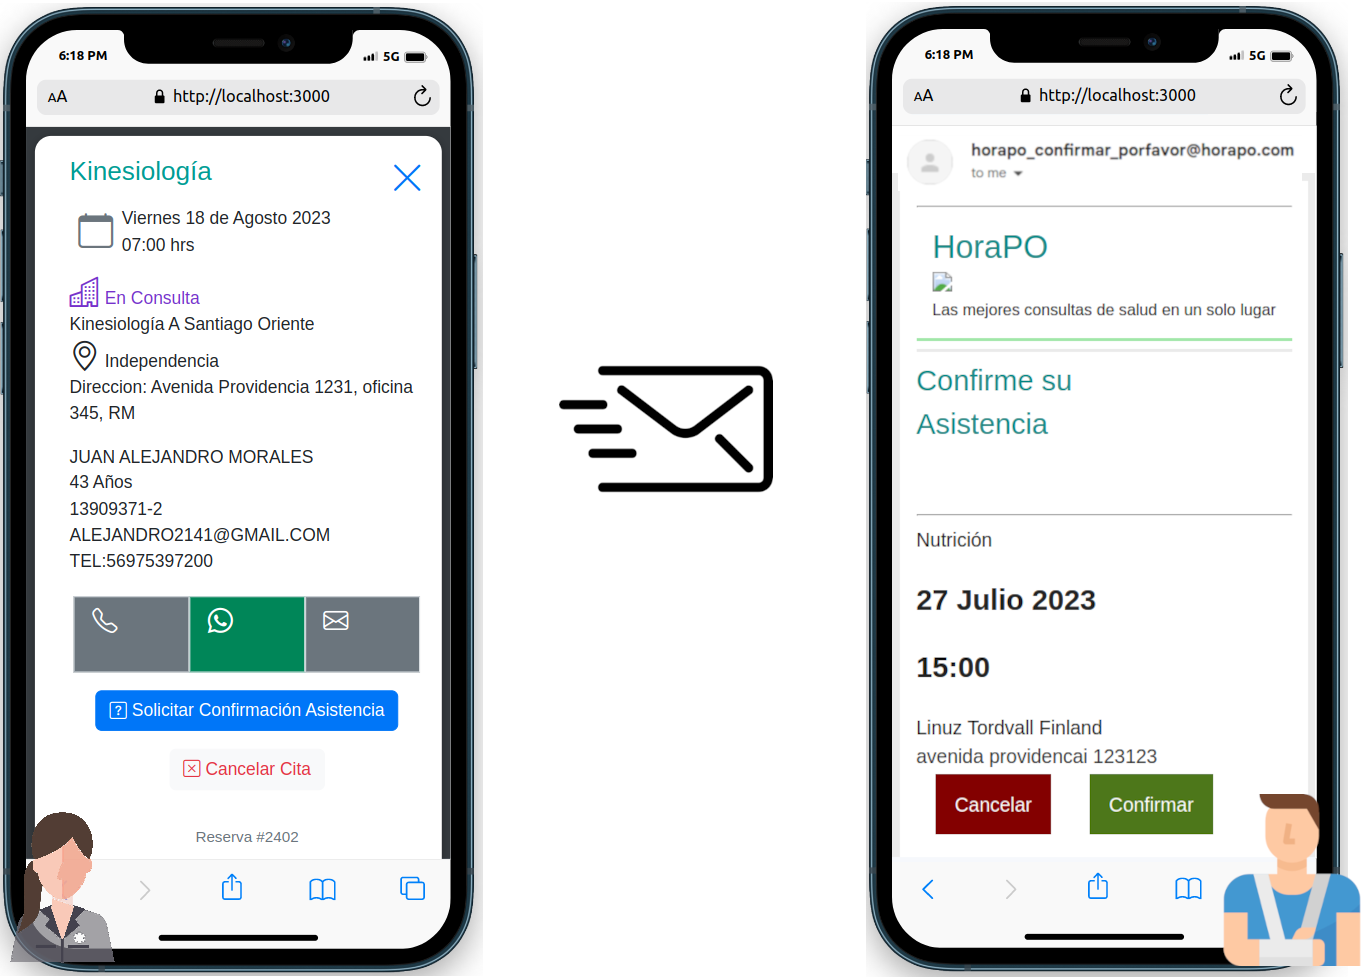 6:18 PM
5G
AA
http://localhost:3000
Kinesiología
Viernes 18 de Agosto 2023
07:00 hrs
En Consulta
Kinesiología A Santiago Oriente
Independencia
Direccion: Avenida Providencia 1231, oficina
345, RM
JUAN ALEJANDRO MORALES
43 Años
13909371-2
ALEJANDRO2141@GMAIL.COM
TEL:56975397200
? Solicitar Confirmación Asistencia
Cancelar Cita
Reserva #2402
6:18 PM
5G
AA
http://localhost:3000
horapo_confirmar_porfavor@horapo.com
to me
HoraPO
Las mejores consultas de salud en un solo lugar
Confirme su
Asistencia
Nutrición
27 Julio 2023
15:00
Linuz Tordvall Finland
avenida providencai 123123
Cancelar
Confirmar